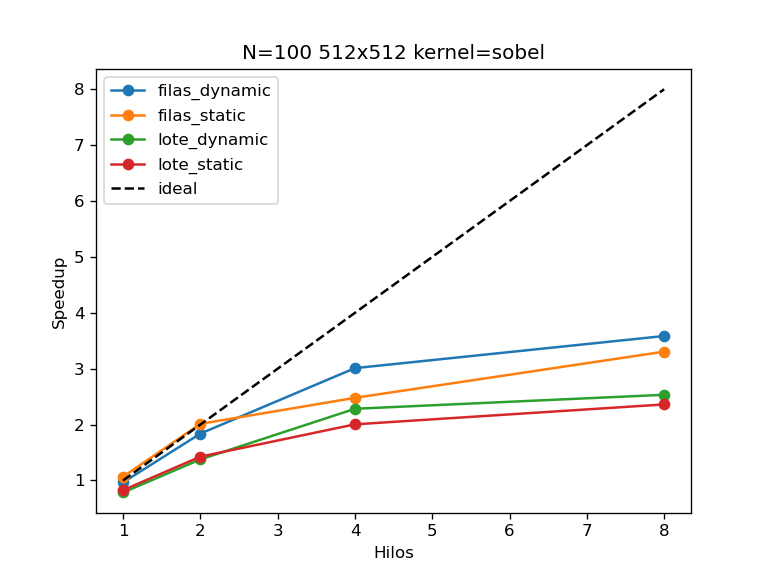 N=100 512x512 kernel=sobel
filas_dynamic
filas_static
lote_dynamic
lote_static
ideal
8
7
6
5
4
3
2
1
Speedup
1 2 3 4 5 6 7 8
Hilos